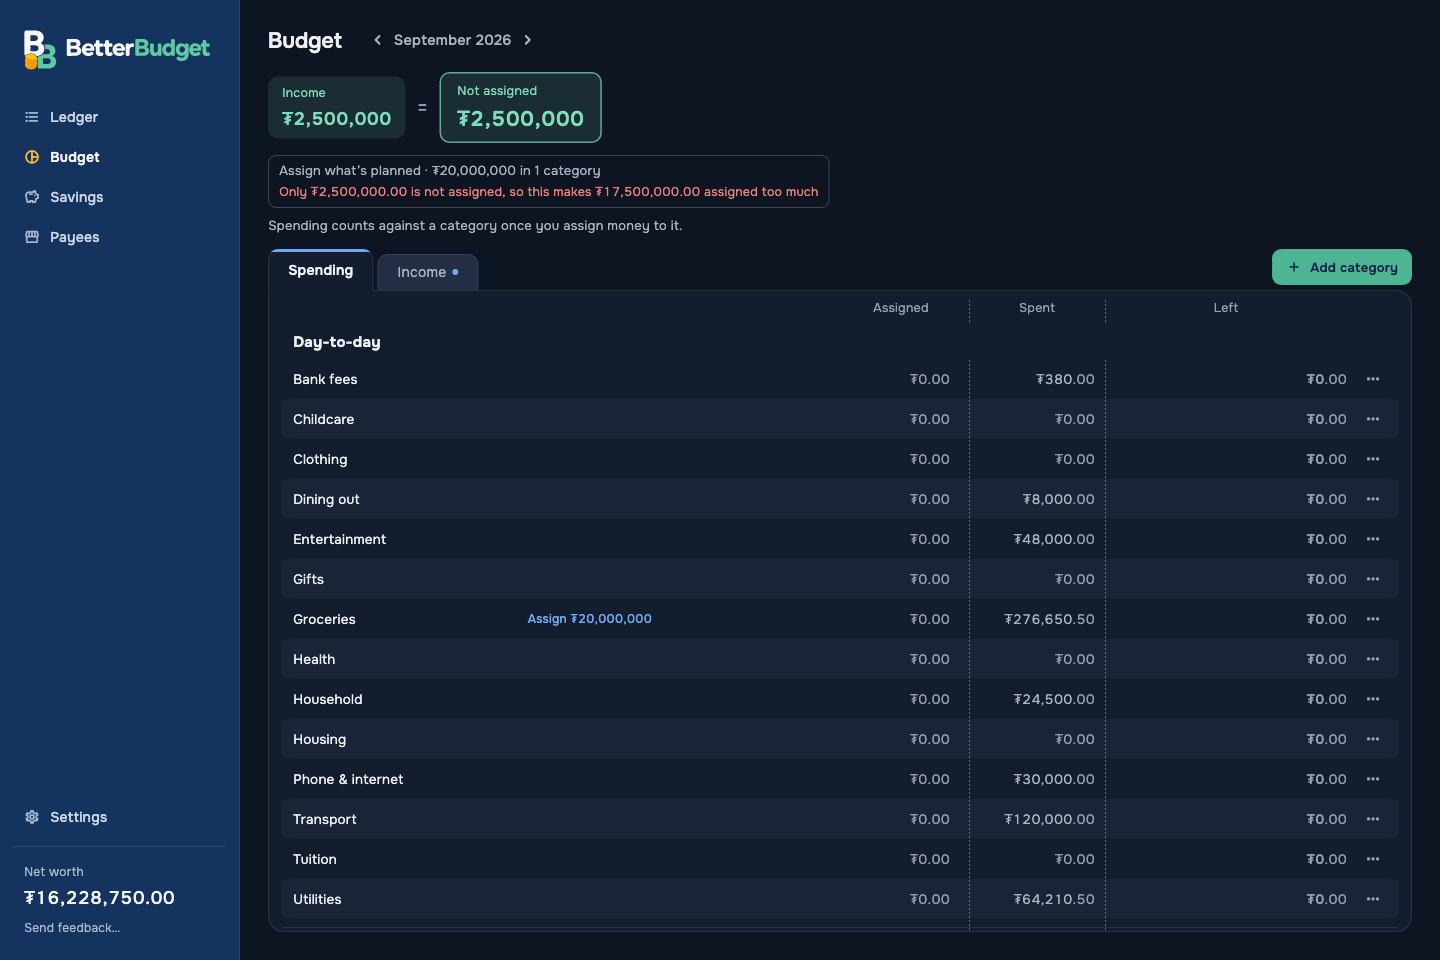 BetterBudget
Ledger
Budget
Savings
Payees
Settings
Net worth
₮16,228,750.00
Send feedback...
Budget
September 2026
Income
₮2,500,000
=
Not assigned
₮2,500,000
Assign what's planned · ₮20,000,000 in 1 category
Only ₮2,500,000.00 is not assigned, so this makes ₮17,500,000.00 assigned too much
Spending counts against a category once you assign money to it.
Spending
Income
+ Add category
Assigned Spent Left
Day-to-day
Bank fees ₮0.00 ₮380.00 ₮0.00
Childcare ₮0.00 ₮0.00 ₮0.00
Clothing ₮0.00 ₮0.00 ₮0.00
Dining out ₮0.00 ₮8,000.00 ₮0.00
Entertainment ₮0.00 ₮48,000.00 ₮0.00
Gifts ₮0.00 ₮0.00 ₮0.00
Groceries Assign ₮20,000,000 ₮0.00 ₮276,650.50 ₮0.00
Health ₮0.00 ₮0.00 ₮0.00
Household ₮0.00 ₮24,500.00 ₮0.00
Housing ₮0.00 ₮0.00 ₮0.00
Phone & internet ₮0.00 ₮30,000.00 ₮0.00
Transport ₮0.00 ₮120,000.00 ₮0.00
Tuition ₮0.00 ₮0.00 ₮0.00
Utilities ₮0.00 ₮64,210.50 ₮0.00